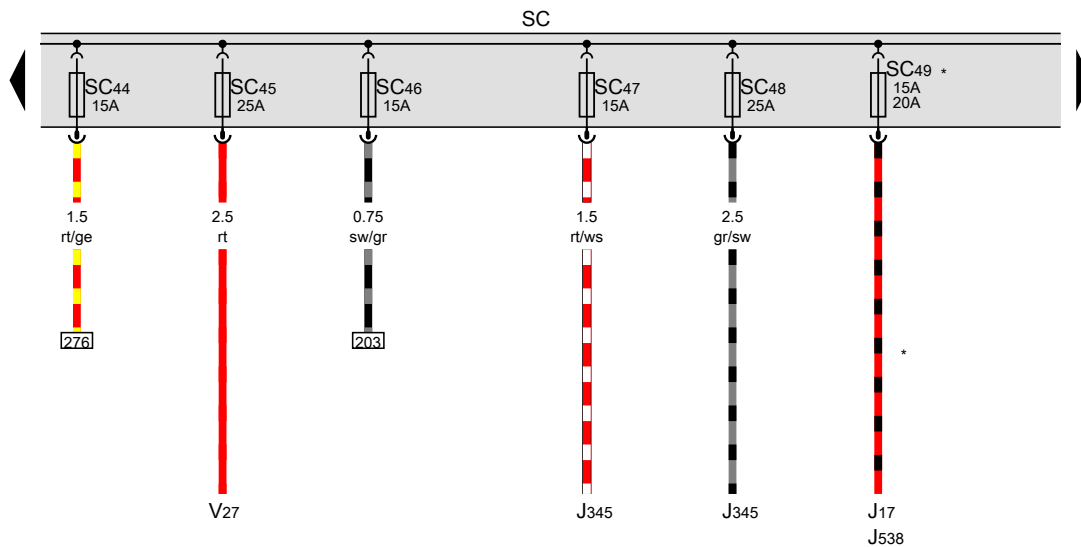 SC
SC44
15A
SC45
25A
SC46
15A
SC47
15A
SC48
25A
SC49 *
15A
20A
1.5
rt/ge
2.5
rt
0.75
sw/gr
1.5
rt/ws
2.5
gr/sw
276
203
*
V27
J345
J345
J17
J538